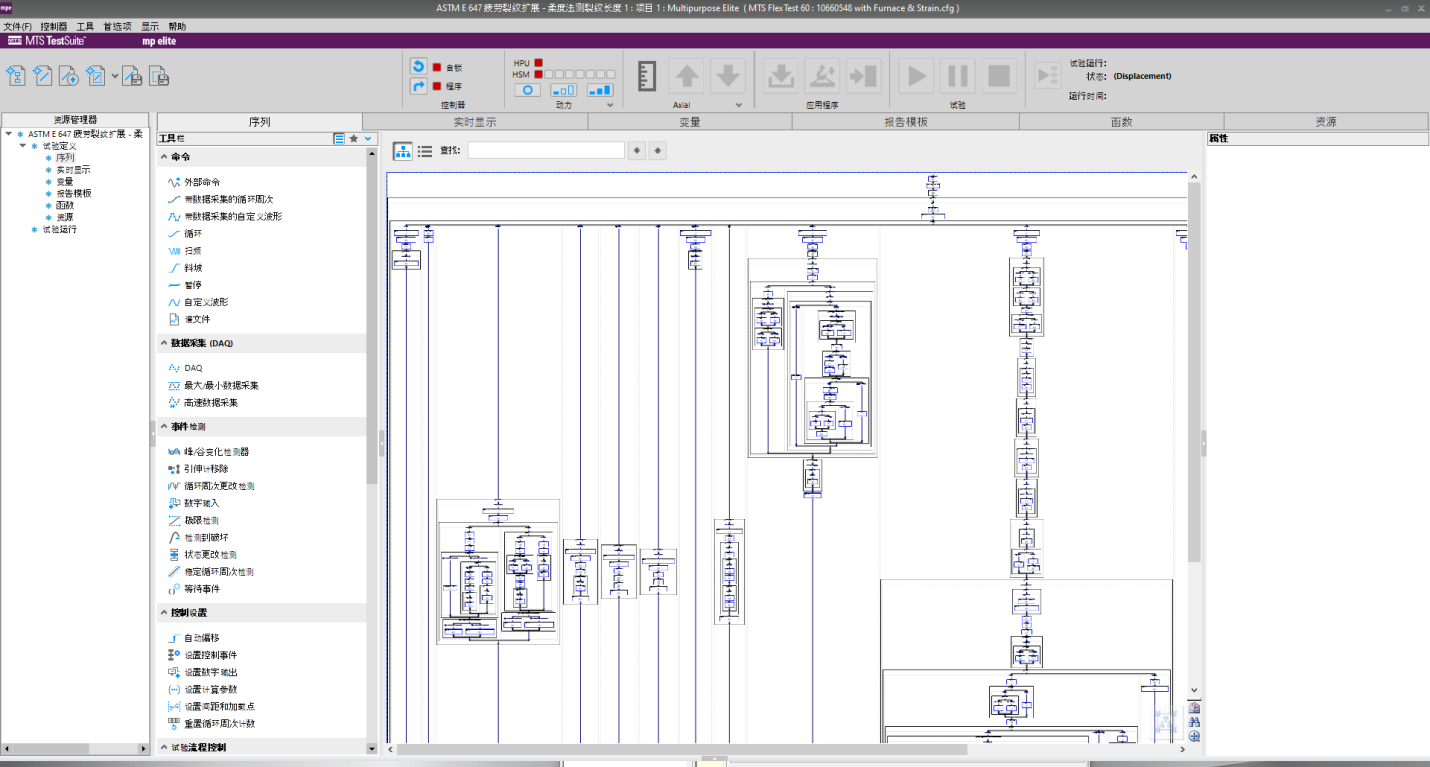 mpe
ASTM E 647 疲劳裂纹扩展 - 柔度法测裂纹长度 1 : 项目 1 : Multipurpose Elite ( MTS FlexTest 60 : 10660548 with Furnace & Strain.cfg )
文件(F) 控制器 工具 首选项 显示 帮助
MTS TestSuite™ mp elite
自锁
程序
控制器
HPU
HSM
动力
Axial
应用程序
试验
试验运行:
状态: (Displacement)
运行时间:
资源管理器
ASTM E 647 疲劳裂纹扩展 - 柔
试验定义
序列
实时显示
变量
报告模板
函数
资源
试验运行
序列 实时显示 变量 报告模板 函数 资源
工具栏
命令
外部命令
带数据采集的循环周次
带数据采集的自定义波形
循环
扫频
斜坡
暂停
自定义波形
谱文件
数据采集 (DAQ)
DAQ
最大/最小数据采集
高速数据采集
事件检测
峰/谷变化检测器
引伸计移除
循环周次更改检测
数字输入
极限检测
检测到破坏
状态更改检测
稳定循环周次检测
等待事件
控制设置
自动偏移
设置控制事件
设置数字输出
设置计算参数
设置间距和加载点
重置循环周次计数
试验流程控制
查找:
属性